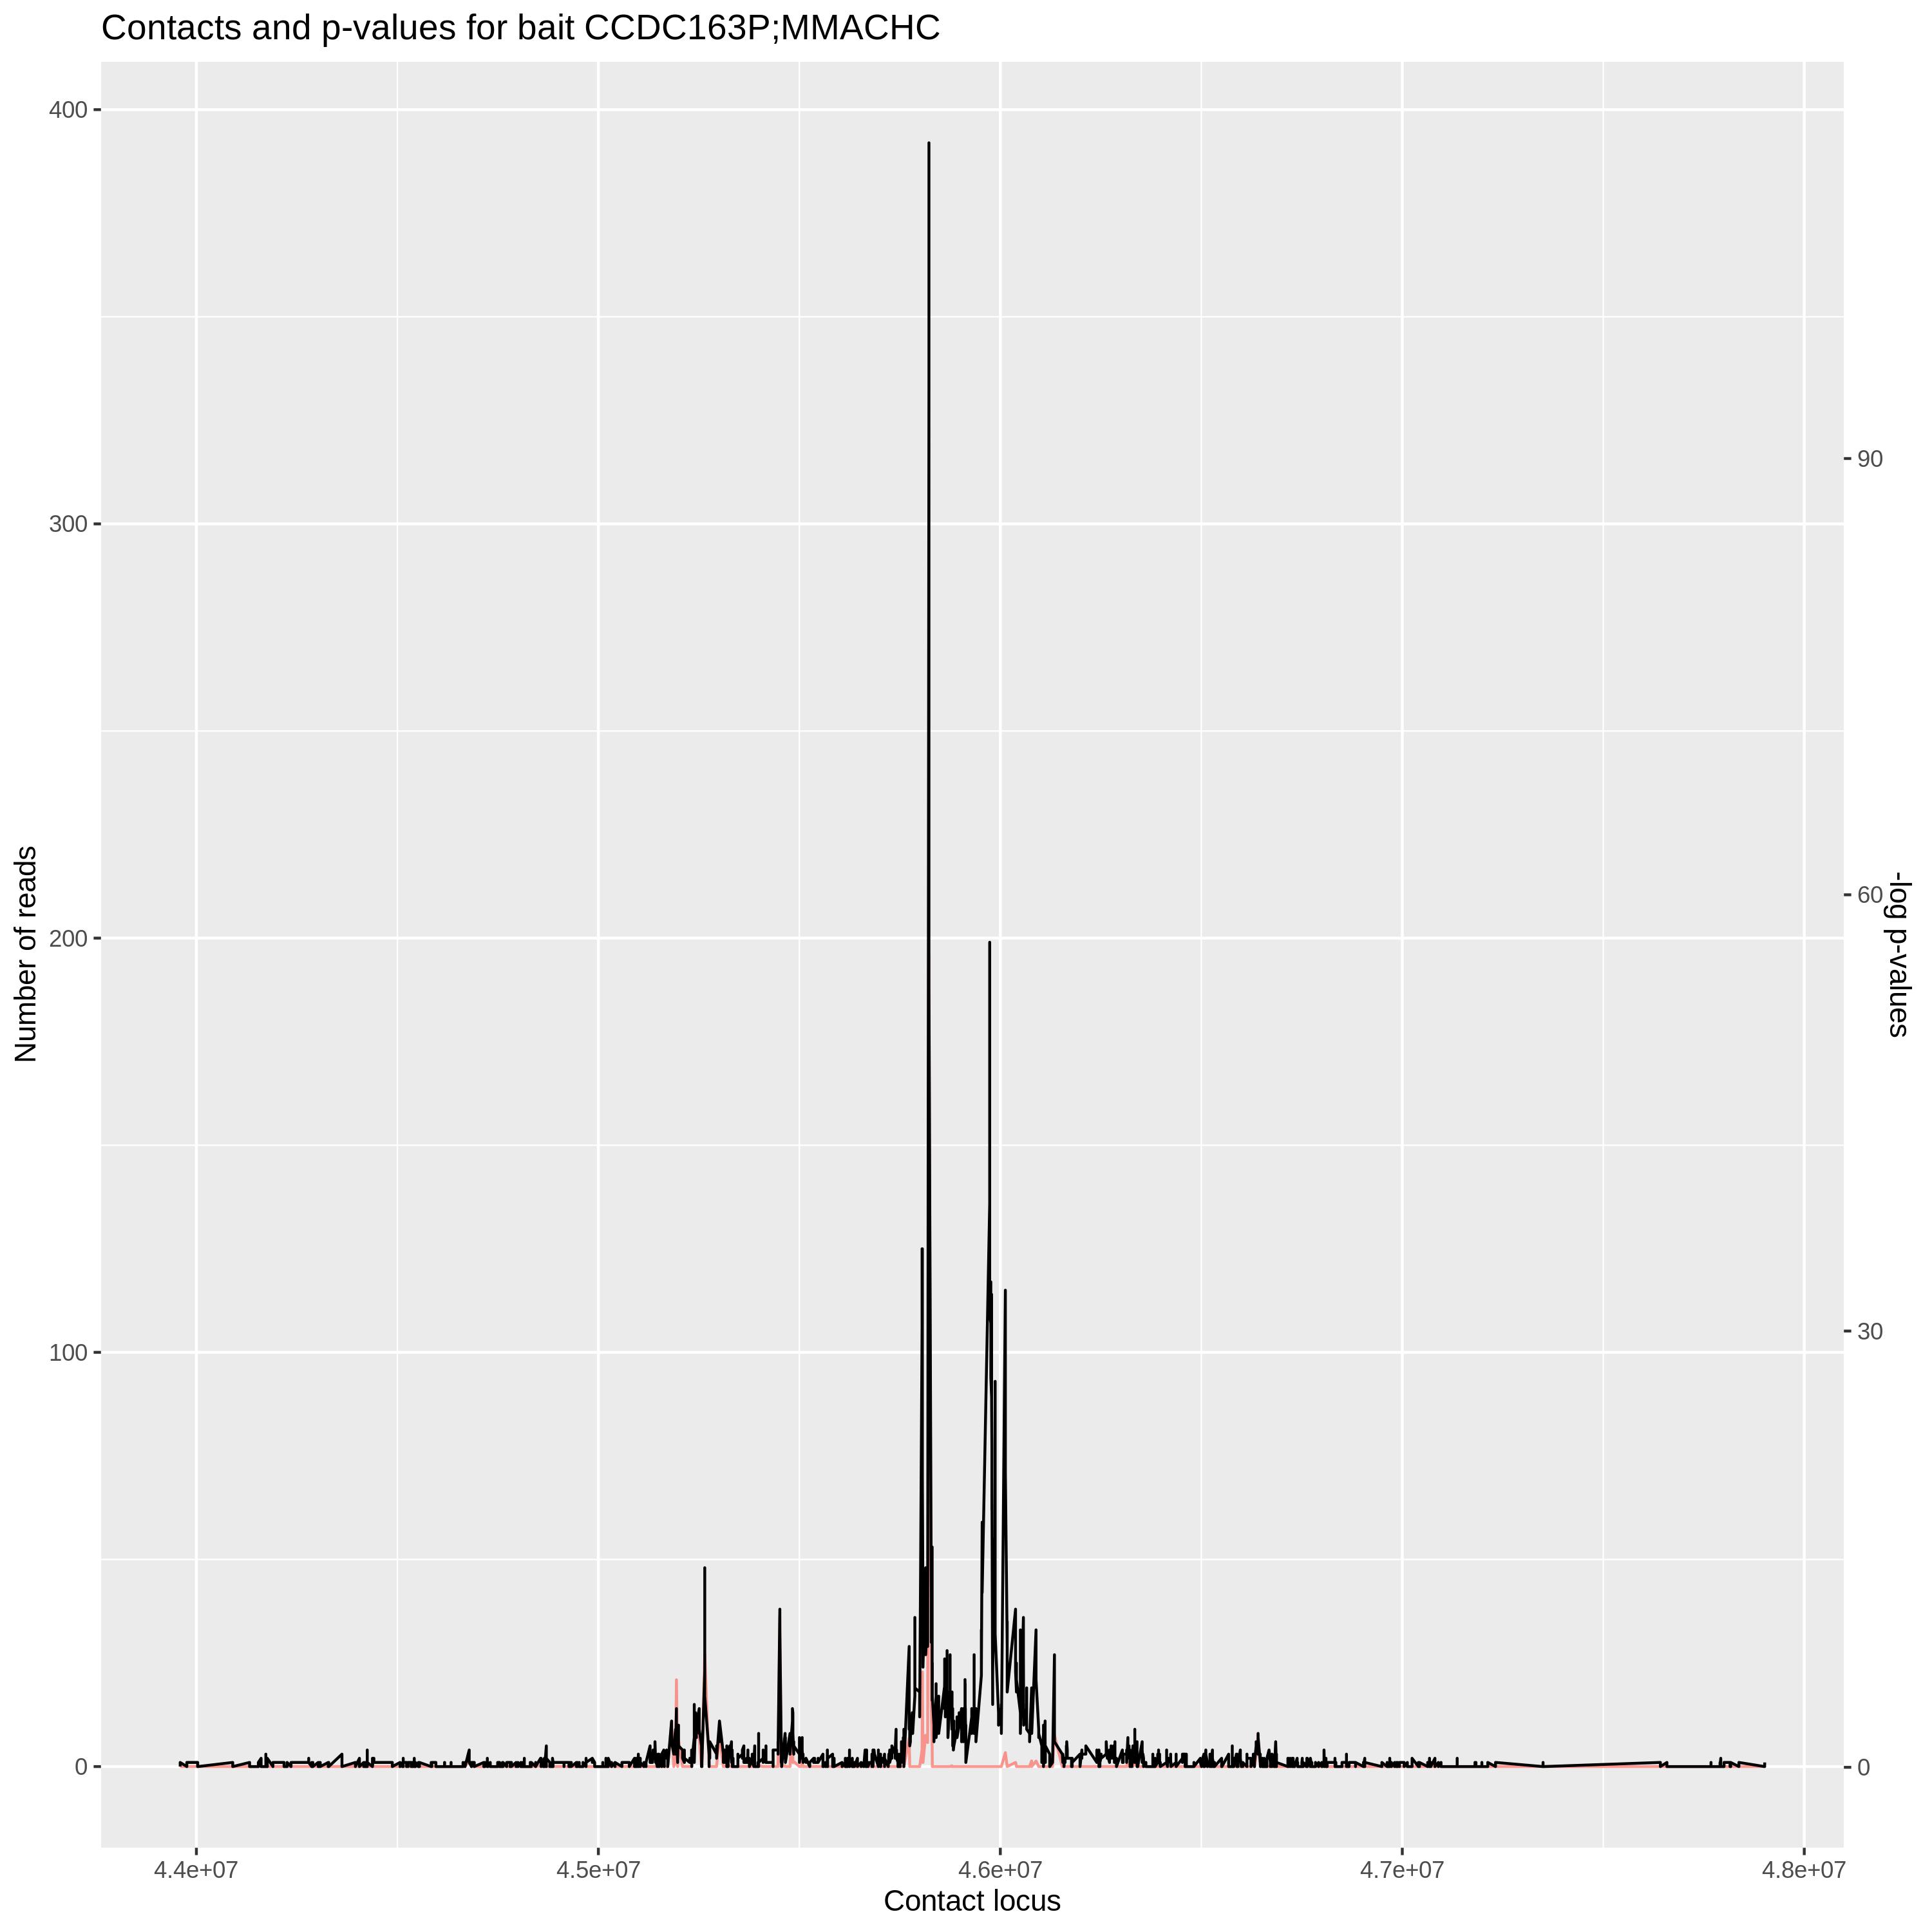 Contacts and p-values for bait CCDC163P;MMACHC
400
300
200
100
0
Number of reads
90
60
30
0
-log p-values
4.4e+07
4.5e+07
4.6e+07
4.7e+07
4.8e+07
Contact locus